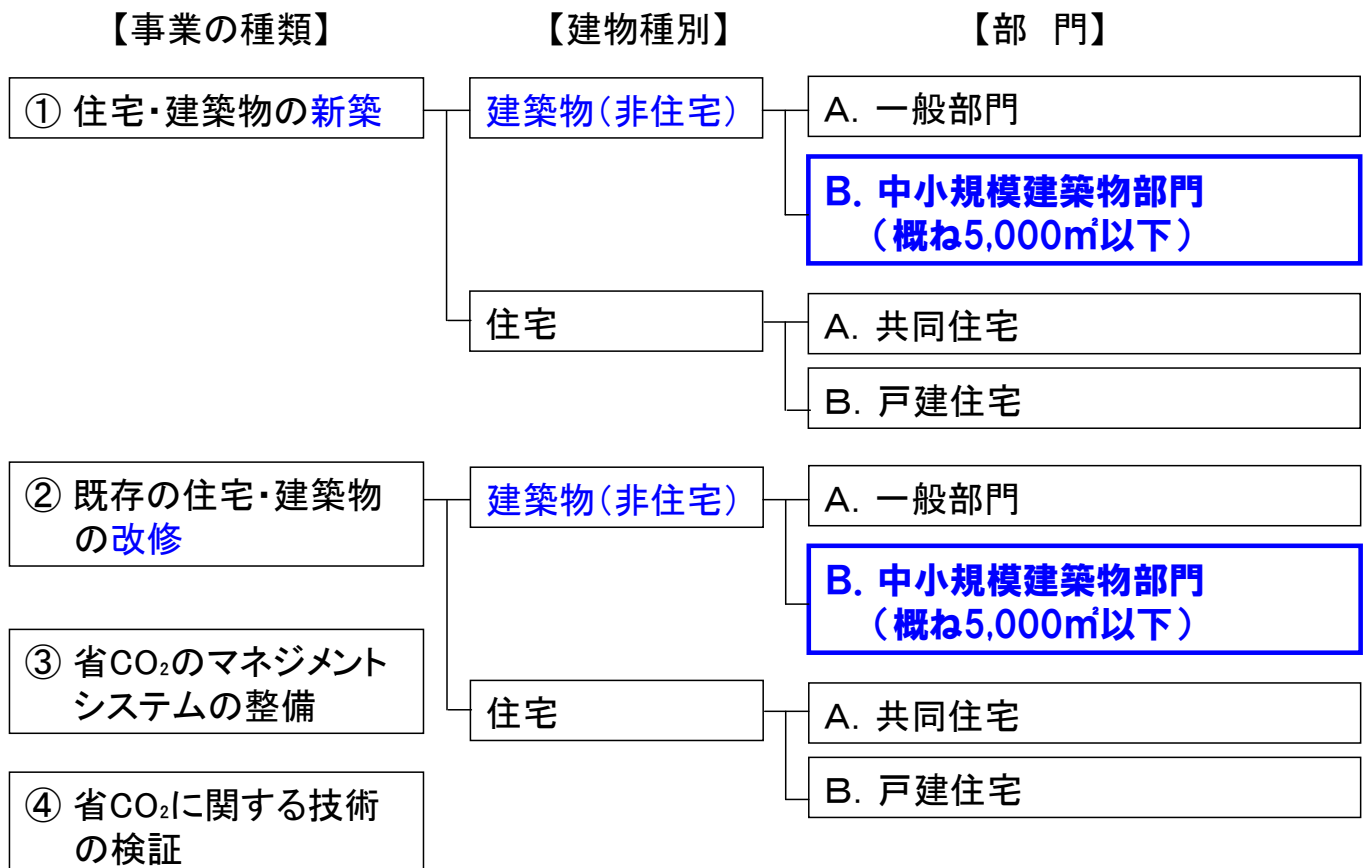 【事業の種類】
【建物種別】
【部　門】
① 住宅・建築物の新築
建築物(非住宅)
A. 一般部門
B. 中小規模建築物部門
（概ね5,000㎡以下）
住宅
A. 共同住宅
B. 戸建住宅
② 既存の住宅・建築物
の改修
建築物(非住宅)
A. 一般部門
B. 中小規模建築物部門
（概ね5,000㎡以下）
③ 省CO₂のマネジメント
システムの整備
住宅
A. 共同住宅
B. 戸建住宅
④ 省CO₂に関する技術
の検証